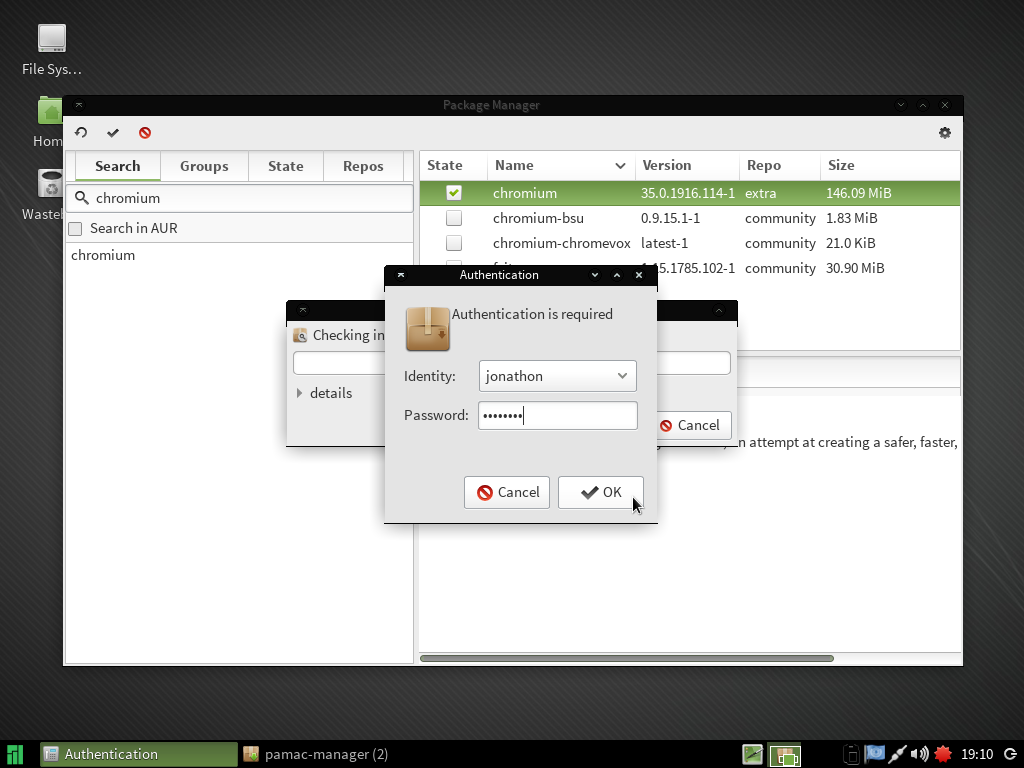 File Sys...
Hom
Wastel
Package Manager
Search Groups State Repos
chromium
Search in AUR
chromium
State Name Version Repo Size
chromium 35.0.1916.114-1 extra 146.09 MiB
chromium-bsu 0.9.15.1-1 community 1.83 MiB
chromium-chromevox latest-1 community 21.0 KiB
.15.1785.102-1 community 30.90 MiB
Checking in
details
Cancel
n attempt at creating a safer, faster,
Authentication
Authentication is required
Identity: jonathon
Password: ••••••••
Cancel OK
Authentication pamac-manager (2) 19:10